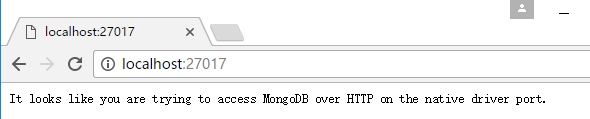 localhost:27017
localhost:27017
It looks like you are trying to access MongoDB over HTTP on the native driver port.